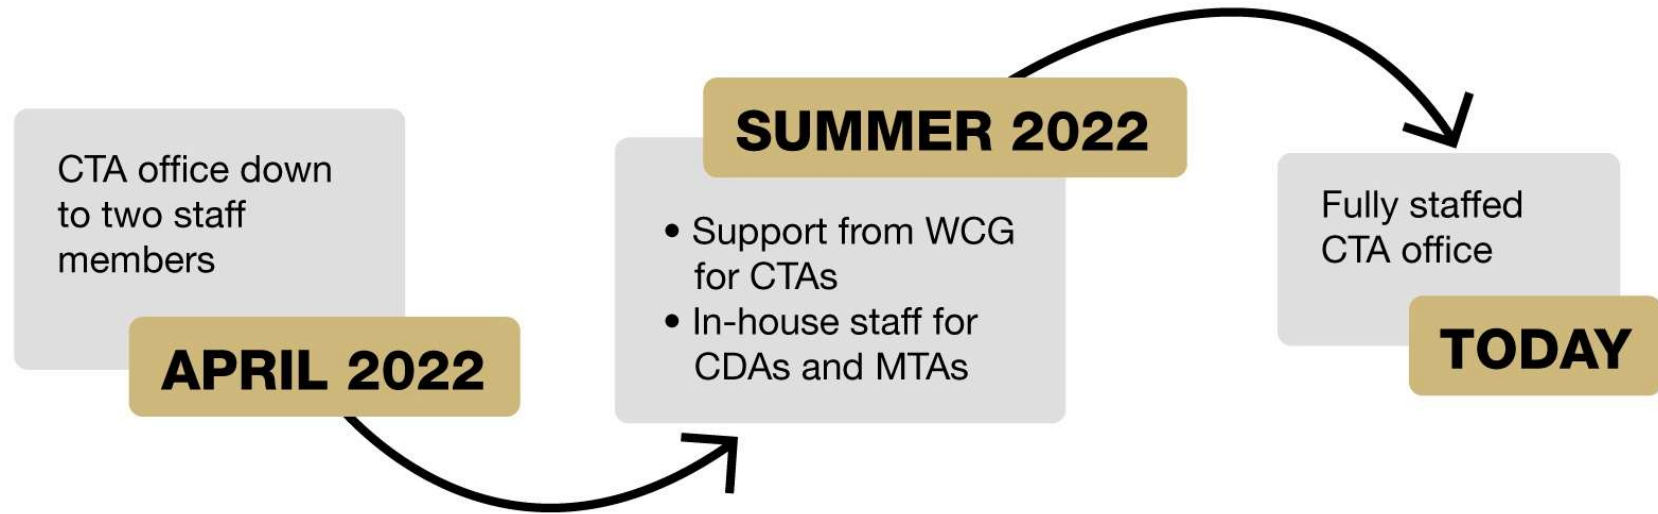 CTA office down
to two staff
members
APRIL 2022
SUMMER 2022
• Support from WCG
for CTAs
• In-house staff for
CDAs and MTAs
Fully staffed
CTA office
TODAY